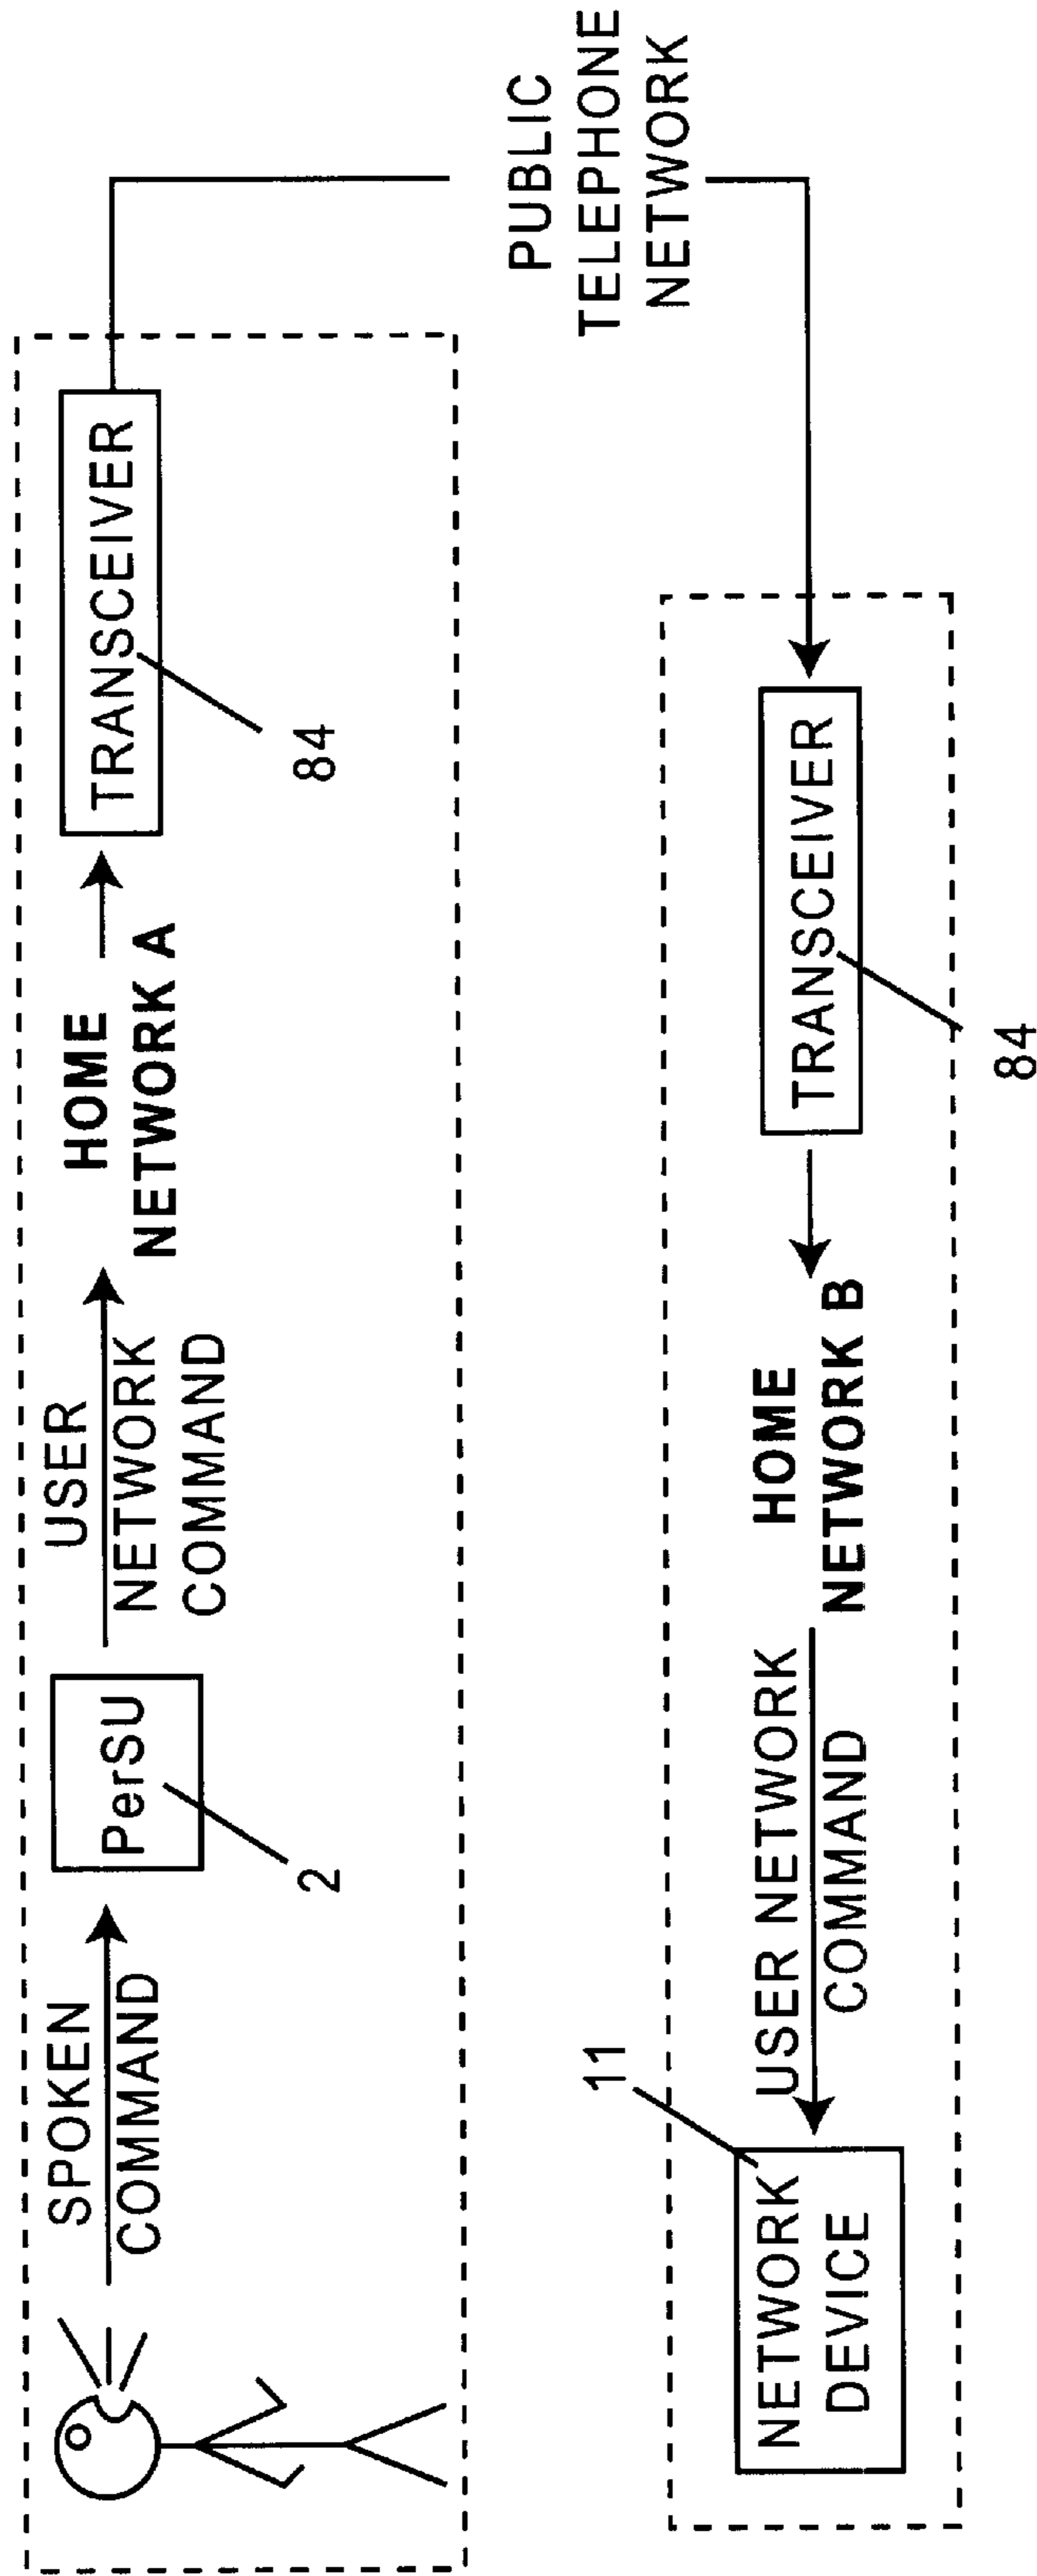 SPOKEN
COMMAND
PerSU
2
USER
NETWORK
COMMAND
HOME
NETWORK A
TRANSCEIVER
84
PUBLIC
TELEPHONE
NETWORK
TRANSCEIVER
84
HOME
NETWORK B
USER NETWORK
COMMAND
11
NETWORK
DEVICE